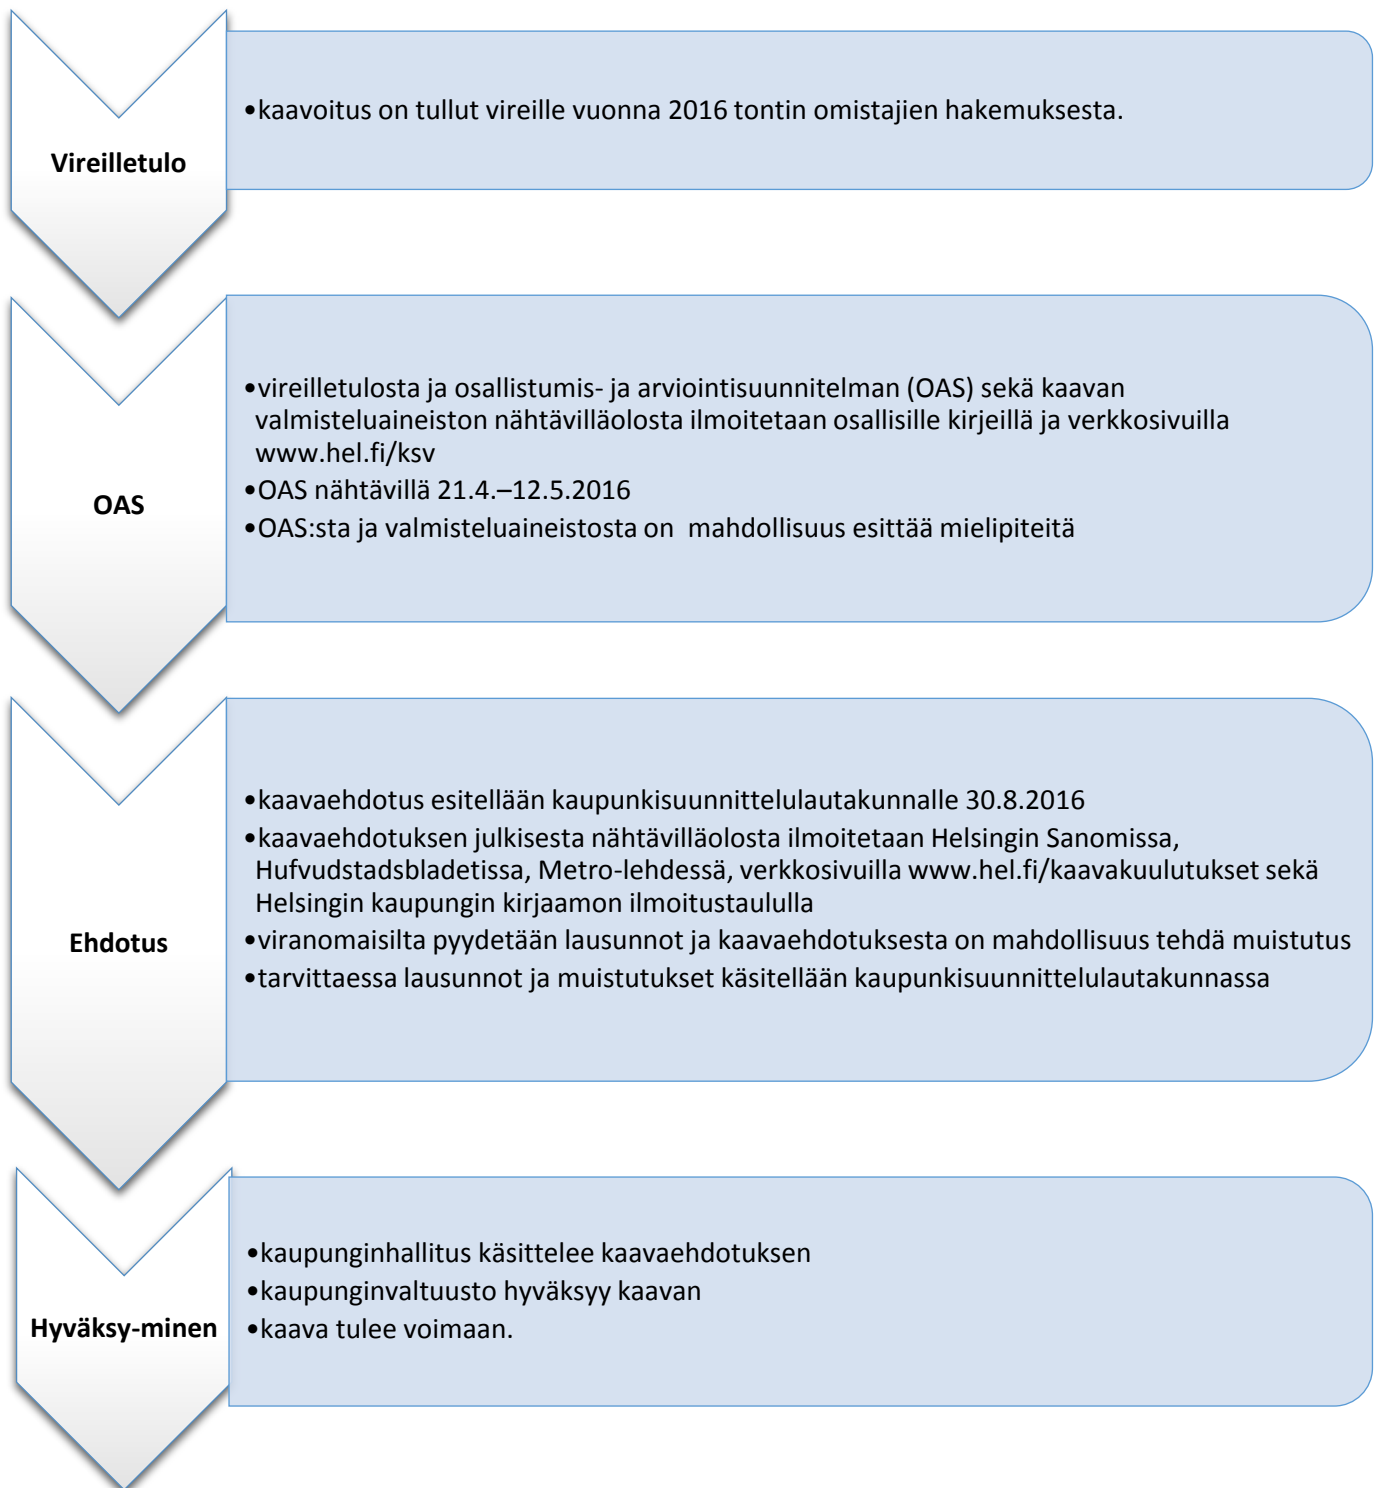 Vireilletulo
•kaavoitus on tullut vireille vuonna 2016 tontin omistajien hakemuksesta.
OAS
•vireilletulosta ja osallistumis- ja arviointisuunnitelman (OAS) sekä kaavan
valmisteluaineiston nähtävilläolosta ilmoitetaan osallisille kirjeillä ja verkkosivuilla
www.hel.fi/ksv
•OAS nähtävillä 21.4.–12.5.2016
•OAS:sta ja valmisteluaineistosta on  mahdollisuus esittää mielipiteitä
Ehdotus
•kaavaehdotus esitellään kaupunkisuunnittelulautakunnalle 30.8.2016
•kaavaehdotuksen julkisesta nähtävilläolosta ilmoitetaan Helsingin Sanomissa,
Hufvudstadsbladetissa, Metro-lehdessä, verkkosivuilla www.hel.fi/kaavakuulutukset sekä
Helsingin kaupungin kirjaamon ilmoitustaululla
•viranomaisilta pyydetään lausunnot ja kaavaehdotuksesta on mahdollisuus tehdä muistutus
•tarvittaessa lausunnot ja muistutukset käsitellään kaupunkisuunnittelulautakunnassa
Hyväksy-minen
•kaupunginhallitus käsittelee kaavaehdotuksen
•kaupunginvaltuusto hyväksyy kaavan
•kaava tulee voimaan.